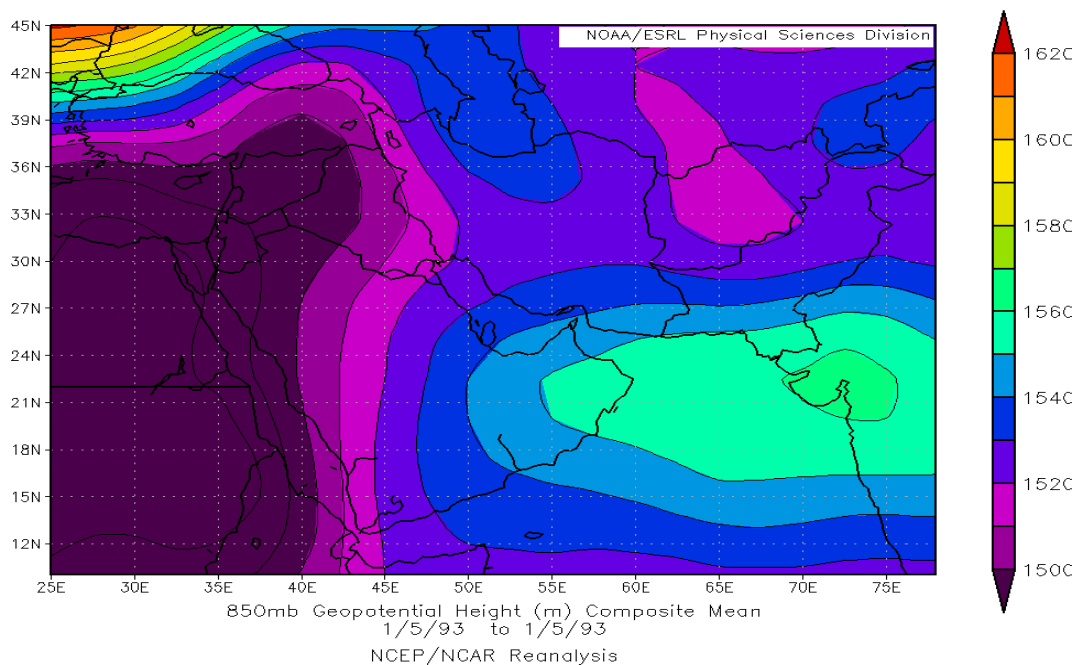 45N
42N
39N
36N
33N
30N
27N
24N
21N
18N
15N
12N
25E 30E 35E 40E 45E 50E 55E 60E 65E 70E 75E
NOAA/ESRL Physical Sciences Division
1620
1600
1580
1560
1540
1520
1500
850mb Geopotential Height (m) Composite Mean
1/5/93 to 1/5/93
NCEP/NCAR Reanalysis